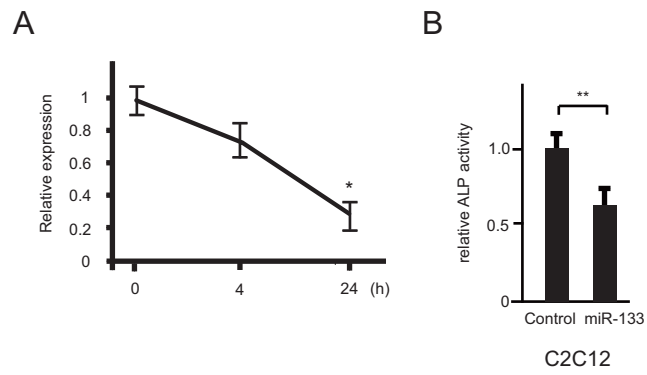 A
Relative expression
1
0.8
0.6
0.4
0.2
0
*
0 4 24 (h)
B
relative ALP activity
1.0
0.5
0
**
Control miR-133
C2C12